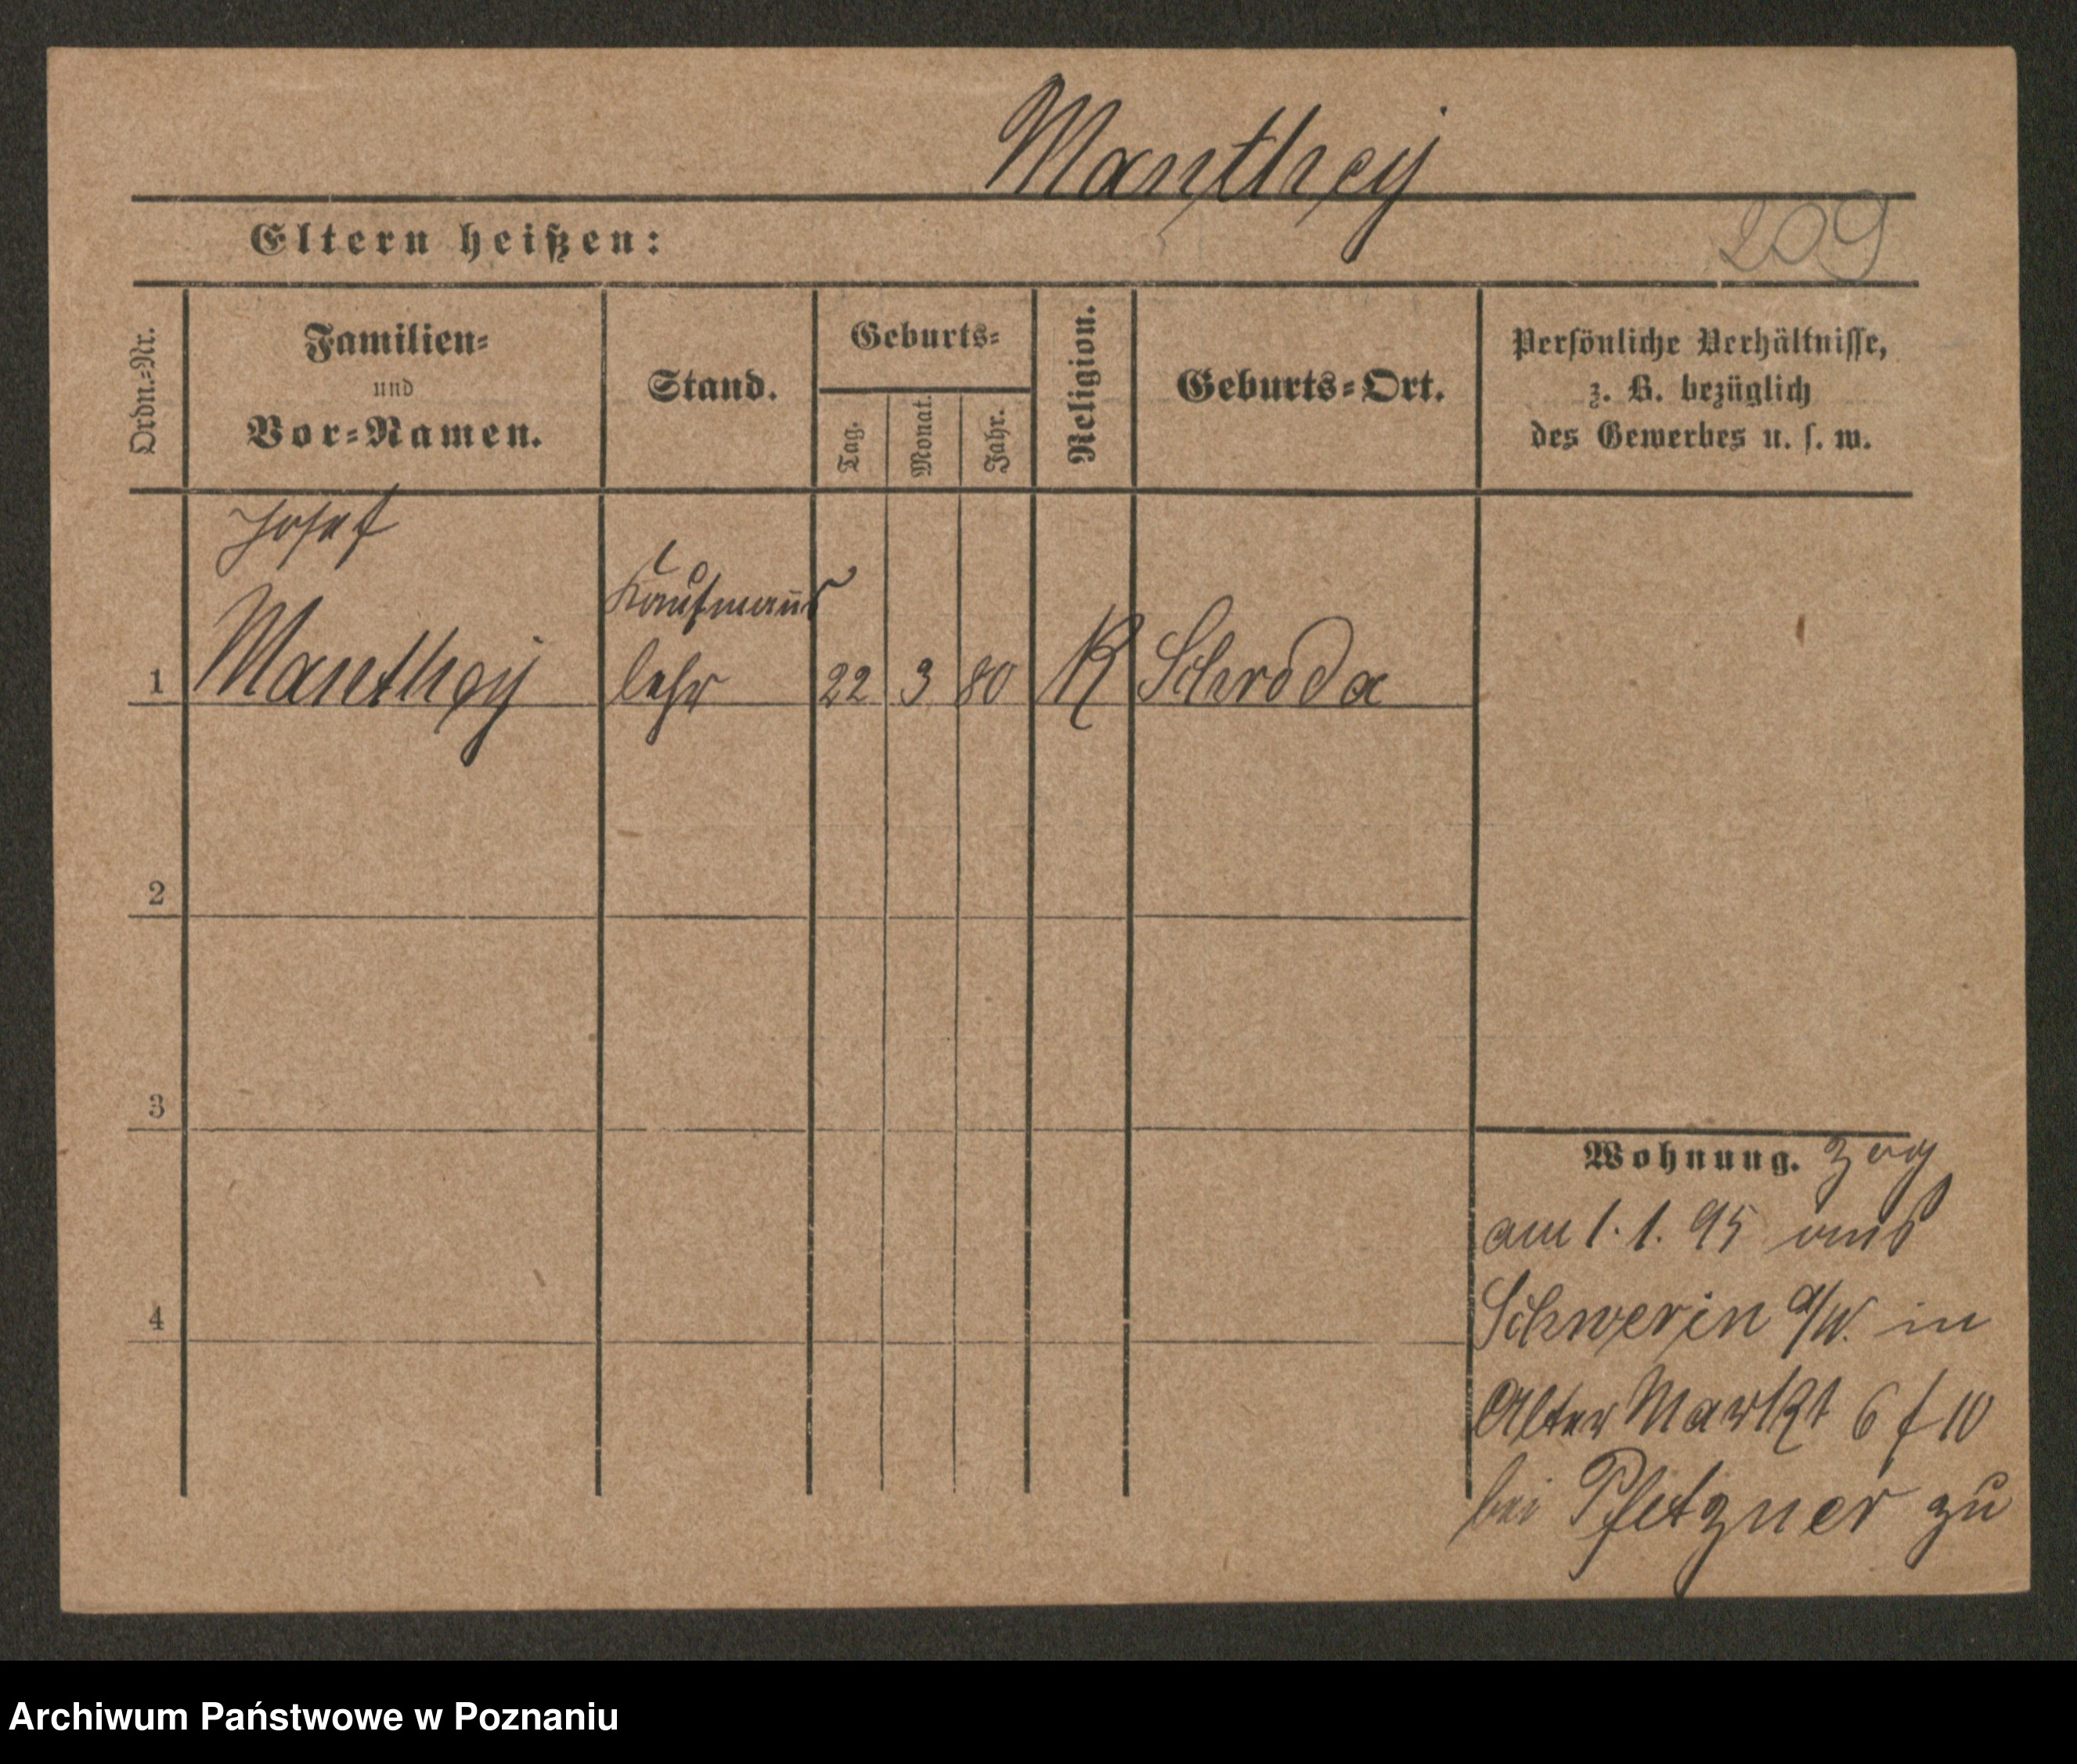 Manthey
Eltern heißen:
209
Ordn.-Nr.
Familien-
und
Vor-Namen.
Stand.
Geburts-
Tag.
Monat.
Jahr.
Religion.
Geburts-Ort.
Persönliche Verhältnisse,
z. B. bezüglich
des Gewerbes u. s. w.
Josef
Kaufmanns
1 Manthey lehr 22 3 80 K Schroda
2
3
4
Wohnung. zog
am 1. 1. 95 aus
Schwerin a/W. in
Alter Markt 6 f 10
bei Pfitzner zu
Archiwum Państwowe w Poznaniu